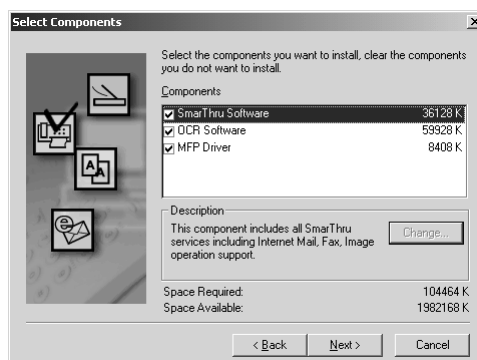 Select Components
Select the components you want to install, clear the components
you do not want to install.
Components
SmarThru Software 36128 K
OCR Software 59928 K
MFP Driver 8408 K
Description
This component includes all SmarThru
services including Internet Mail, Fax, Image
operation support.
Change...
Space Required: 104464 K
Space Available: 1982168 K
< Back Next > Cancel